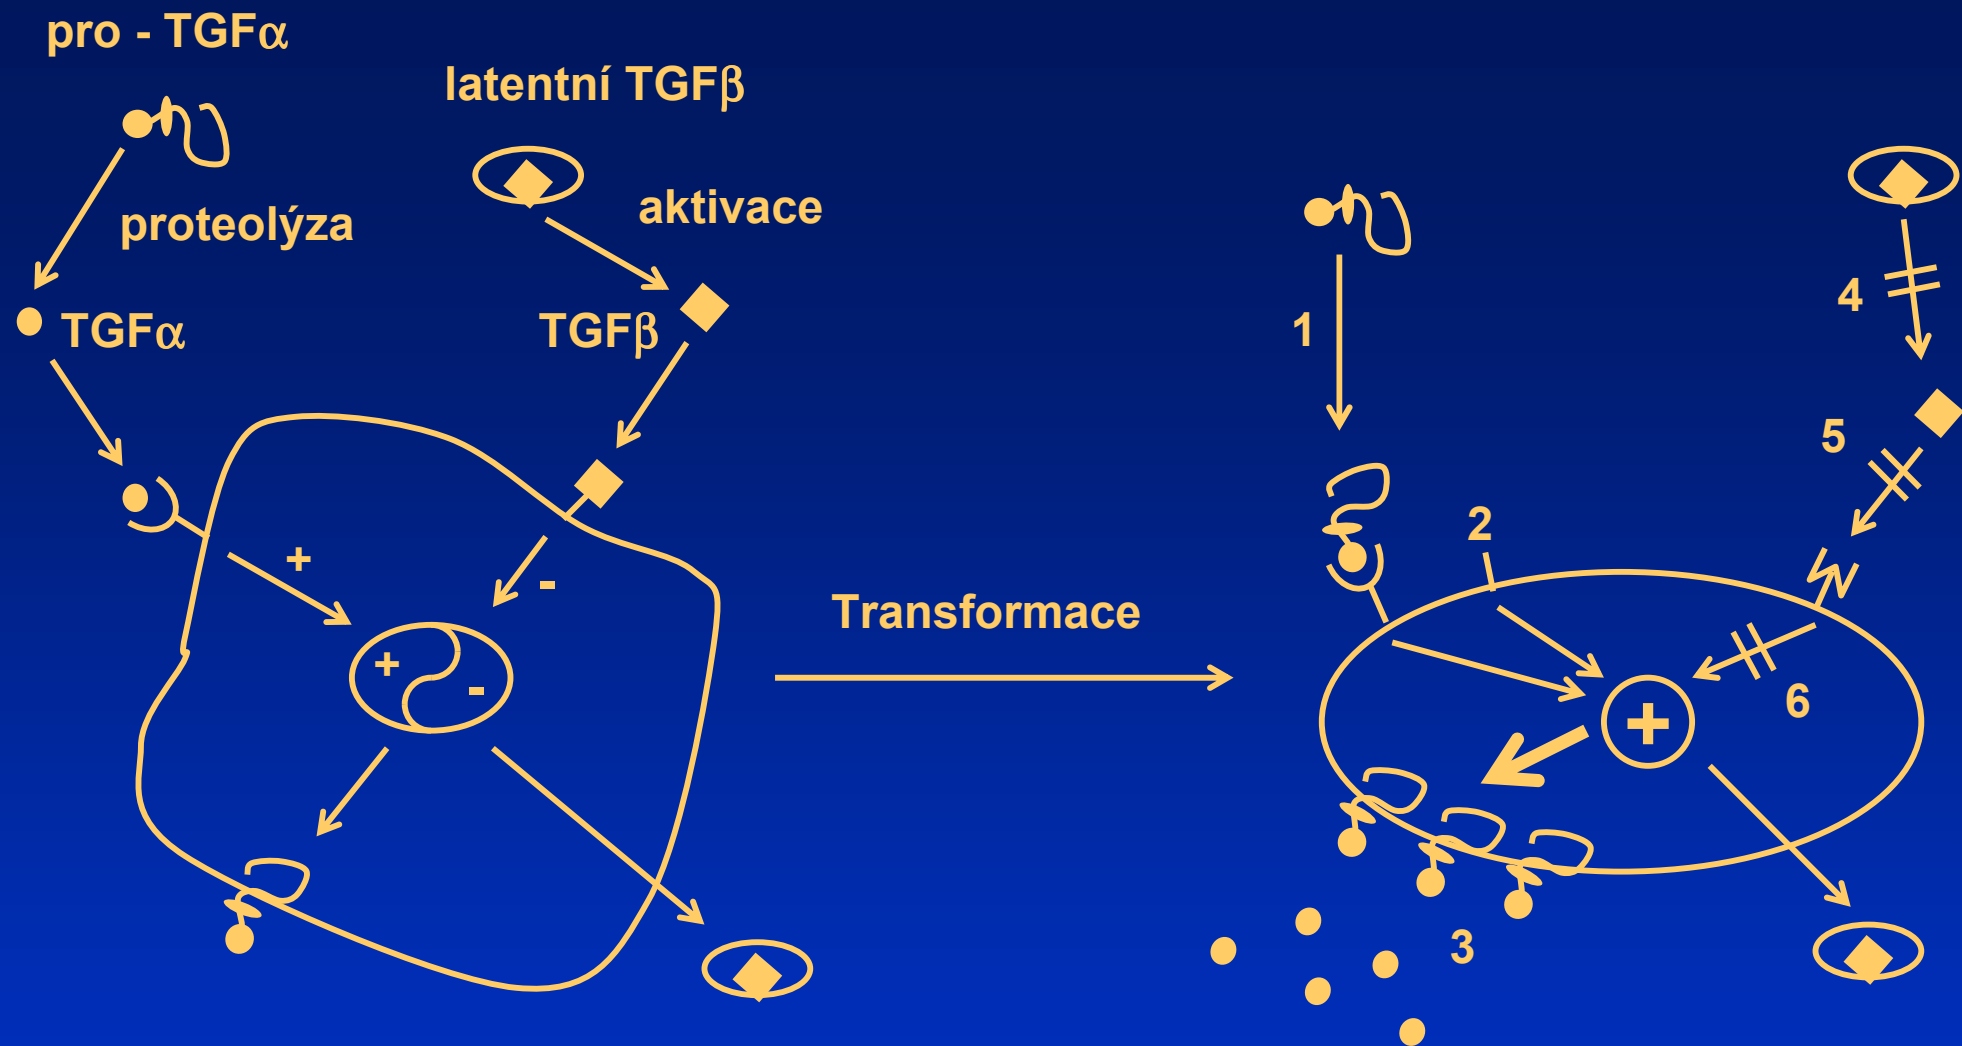 pro - TGFα
latentní TGFβ
proteolýza
aktivace
TGFα
TGFβ
+
-
+
-
Transformace
1
2
3
4
5
6
+